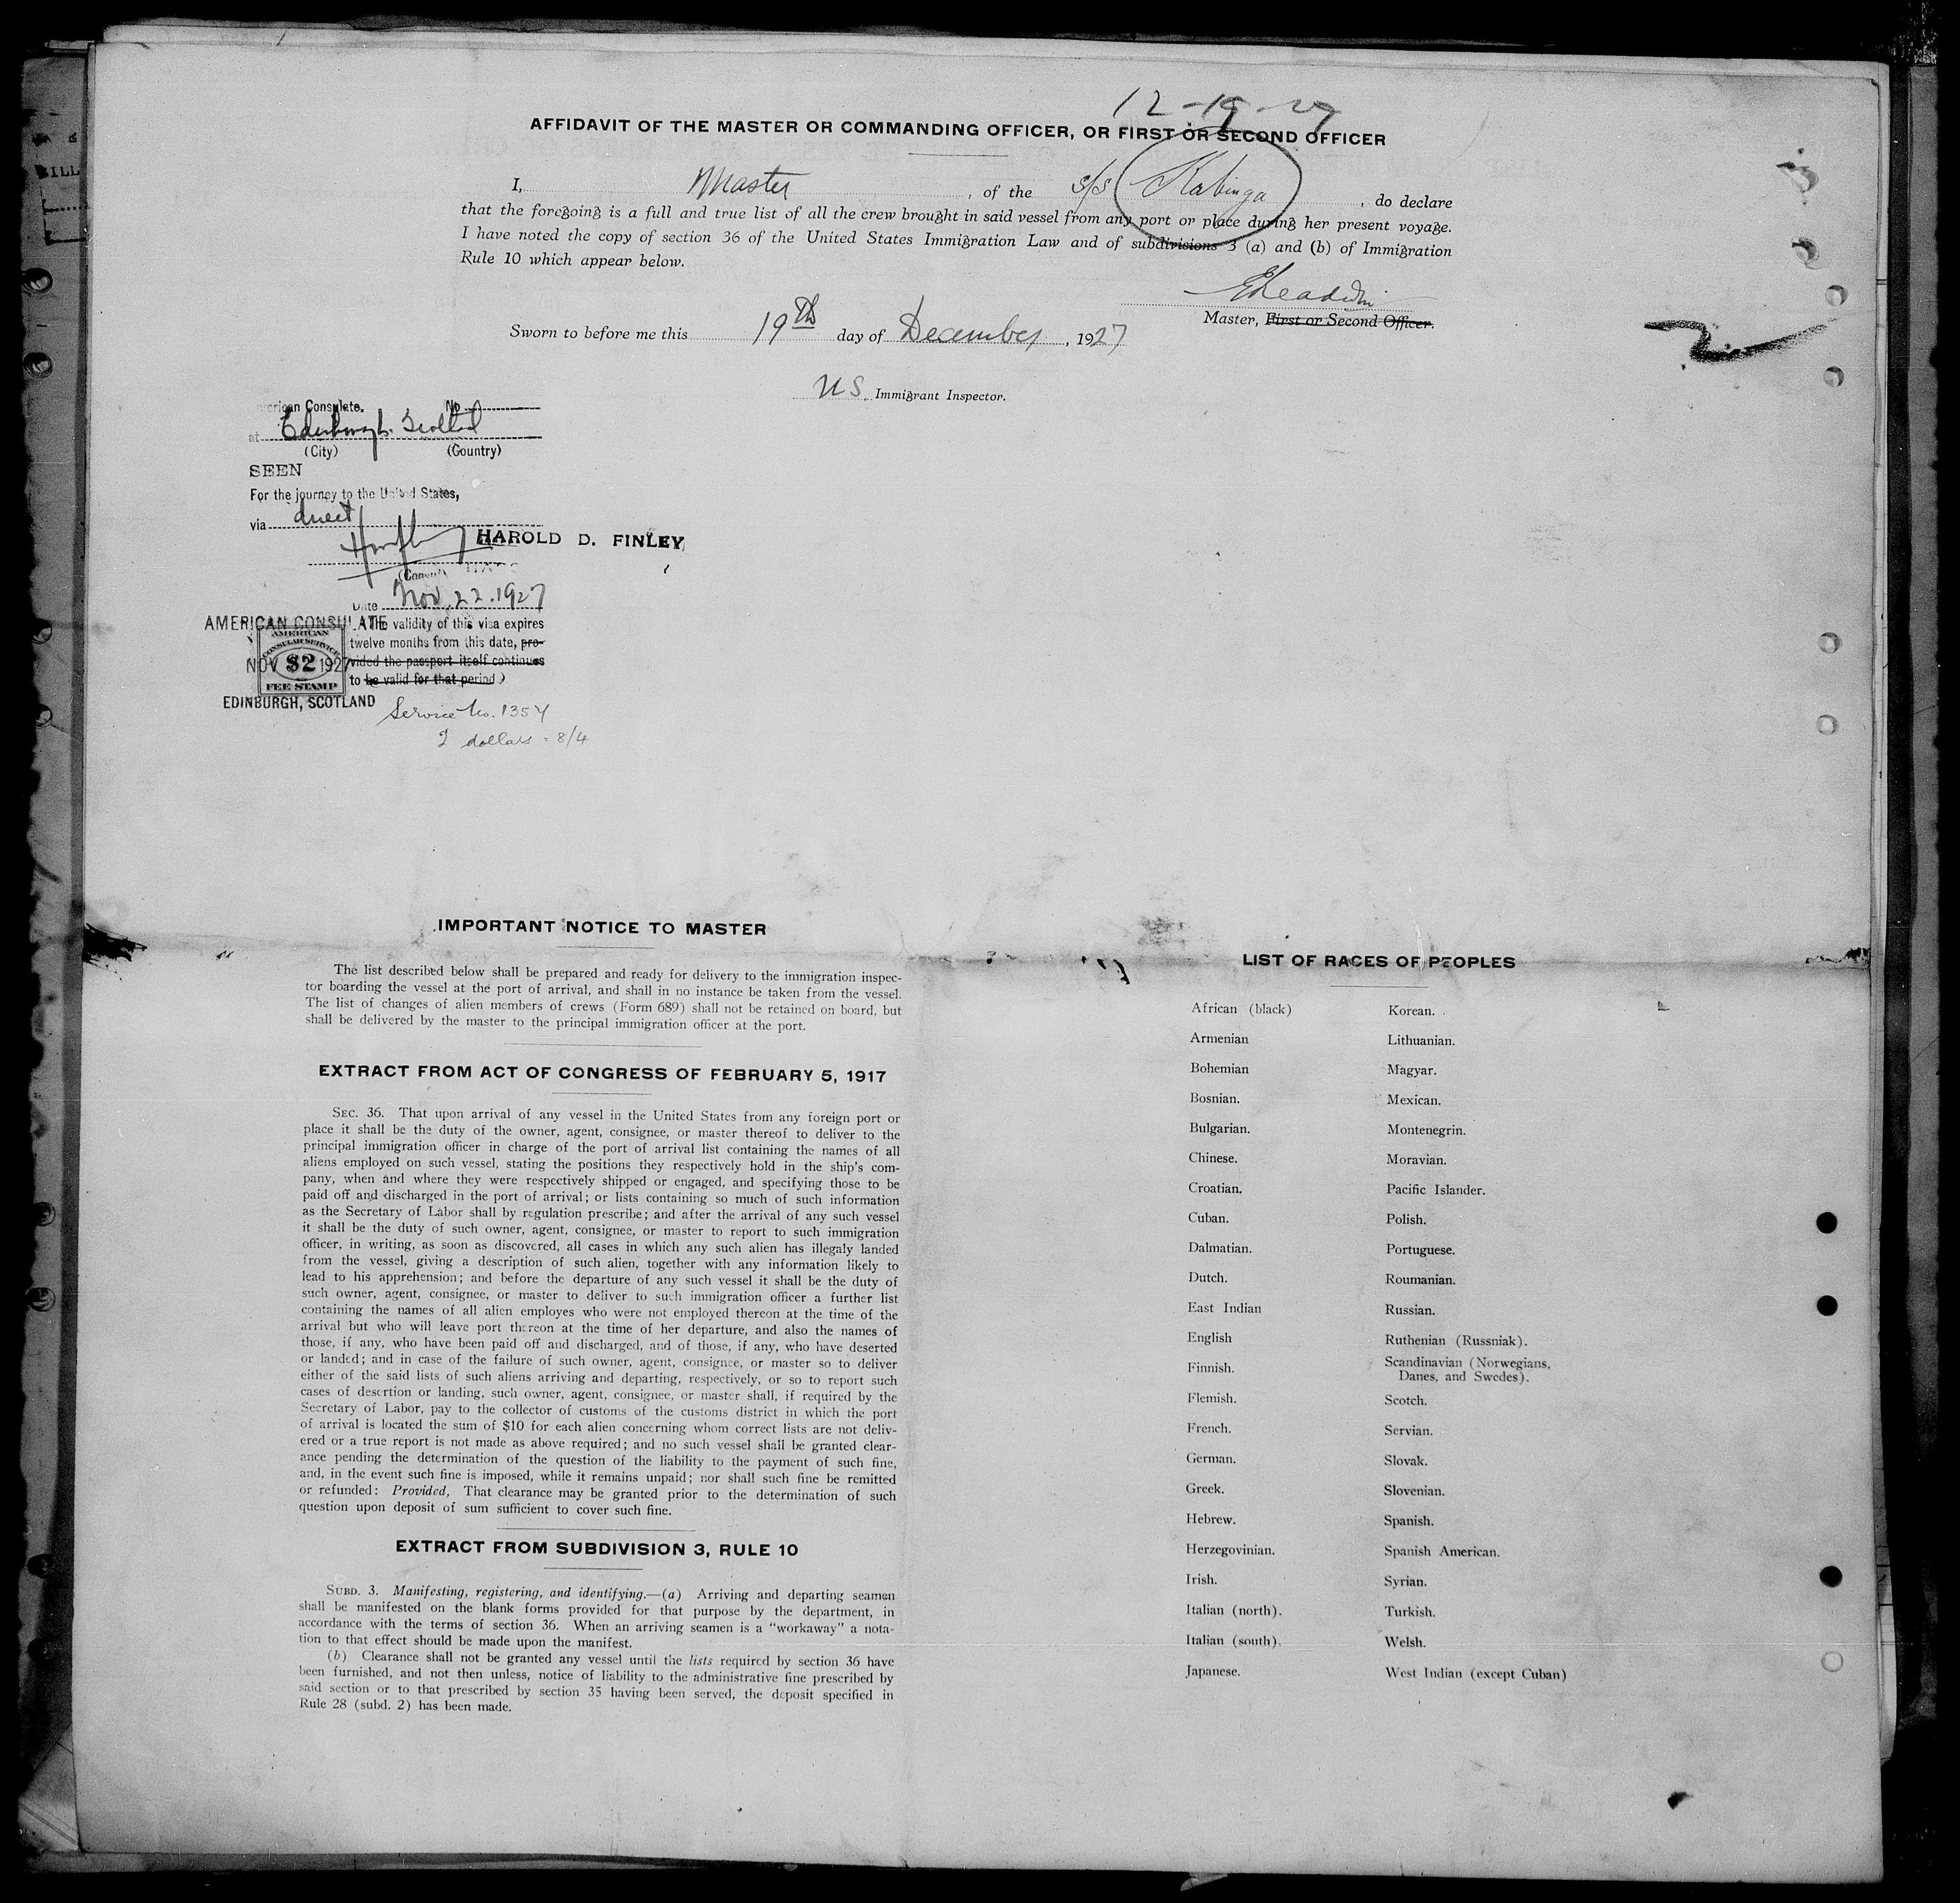 12-19-27
AFFIDAVIT OF THE MASTER OR COMMANDING OFFICER, OR FIRST OR SECOND OFFICER
I, Master, of the S/S Kabinga, do declare
that the foregoing is a full and true list of all the crew brought in said vessel from any port or place during her present voyage.
I have noted the copy of section 36 of the United States Immigration Law and of subdivisions 3 (a) and (b) of Immigration
Rule 10 which appear below.
Master, First or Second Officer.
Sworn to before me this 19th day of December, 1927
US. Immigrant Inspector.
American Consulate. No
at Edinburgh. Scotland
(City) (Country)
SEEN
For the journey to the United States,
via direct
HAROLD D. FINLEY
(Consul)
Date Nov. 22. 1927
The validity of this visa expires
twelve months from this date, pro-
vided the passport itself continues
to be valid for that period)
AMERICAN CONSULATE
AMERICAN
CONSULAR SERVICE
NOV $2 1927
FEE STAMP
EDINBURGH, SCOTLAND
Service No. 1354
2 dollars = 8/4
IMPORTANT NOTICE TO MASTER
The list described below shall be prepared and ready for delivery to the immigration inspec-
tor boarding the vessel at the port of arrival, and shall in no instance be taken from the vessel.
The list of changes of alien members of crews (Form 689) shall not be retained on board, but
shall be delivered by the master to the principal immigration officer at the port.
EXTRACT FROM ACT OF CONGRESS OF FEBRUARY 5, 1917
SEC. 36. That upon arrival of any vessel in the United States from any foreign port or
place it shall be the duty of the owner, agent, consignee, or master thereof to deliver to the
principal immigration officer in charge of the port of arrival list containing the names of all
aliens employed on such vessel, stating the positions they respectively hold in the ship's com-
pany, when and where they were respectively shipped or engaged, and specifying those to be
paid off and discharged in the port of arrival; or lists containing so much of such information
as the Secretary of Labor shall by regulation prescribe; and after the arrival of any such vessel
it shall be the duty of such owner, agent, consignee, or master to report to such immigration
officer, in writing, as soon as discovered, all cases in which any such alien has illegaly landed
from the vessel, giving a description of such alien, together with any information likely to
lead to his apprehension; and before the departure of any such vessel it shall be the duty of
such owner, agent, consignee, or master to deliver to such immigration officer a further list
containing the names of all alien employes who were not employed thereon at the time of the
arrival but who will leave port thereon at the time of her departure, and also the names of
those, if any, who have been paid off and discharged, and of those, if any, who have deserted
or landed; and in case of the failure of such owner, agent, consignee, or master so to deliver
either of the said lists of such aliens arriving and departing, respectively, or so to report such
cases of desertion or landing, such owner, agent, consignee, or master shall, if required by the
Secretary of Labor, pay to the collector of customs of the customs district in which the port
of arrival is located the sum of $10 for each alien concerning whom correct lists are not deliv-
ered or a true report is not made as above required; and no such vessel shall be granted clear-
ance pending the determination of the question of the liability to the payment of such fine,
and, in the event such fine is imposed, while it remains unpaid; nor shall such fine be remitted
or refunded: Provided, That clearance may be granted prior to the determination of such
question upon deposit of sum sufficient to cover such fine.
EXTRACT FROM SUBDIVISION 3, RULE 10
SUBD. 3. Manifesting, registering, and identifying.—(a) Arriving and departing seamen
shall be manifested on the blank forms provided for that purpose by the department, in
accordance with the terms of section 36. When an arriving seamen is a "workaway" a nota-
tion to that effect should be made upon the manifest.
(b) Clearance shall not be granted any vessel until the lists required by section 36 have
been furnished, and not then unless, notice of liability to the administrative fine prescribed by
said section or to that prescribed by section 35 having been served, the deposit specified in
Rule 28 (subd. 2) has been made.
LIST OF RACES OF PEOPLES
African (black) Korean.
Armenian Lithuanian.
Bohemian Magyar.
Bosnian. Mexican.
Bulgarian. Montenegrin.
Chinese. Moravian.
Croatian. Pacific Islander.
Cuban. Polish.
Dalmatian. Portuguese.
Dutch. Roumanian.
East Indian Russian.
English Ruthenian (Russniak).
Finnish. Scandinavian (Norwegians,
Danes, and Swedes).
Flemish. Scotch.
French. Servian.
German. Slovak.
Greek. Slovenian.
Hebrew. Spanish.
Herzegovinian. Spanish American.
Irish. Syrian.
Italian (north). Turkish.
Italian (south). Welsh.
Japanese. West Indian (except Cuban)